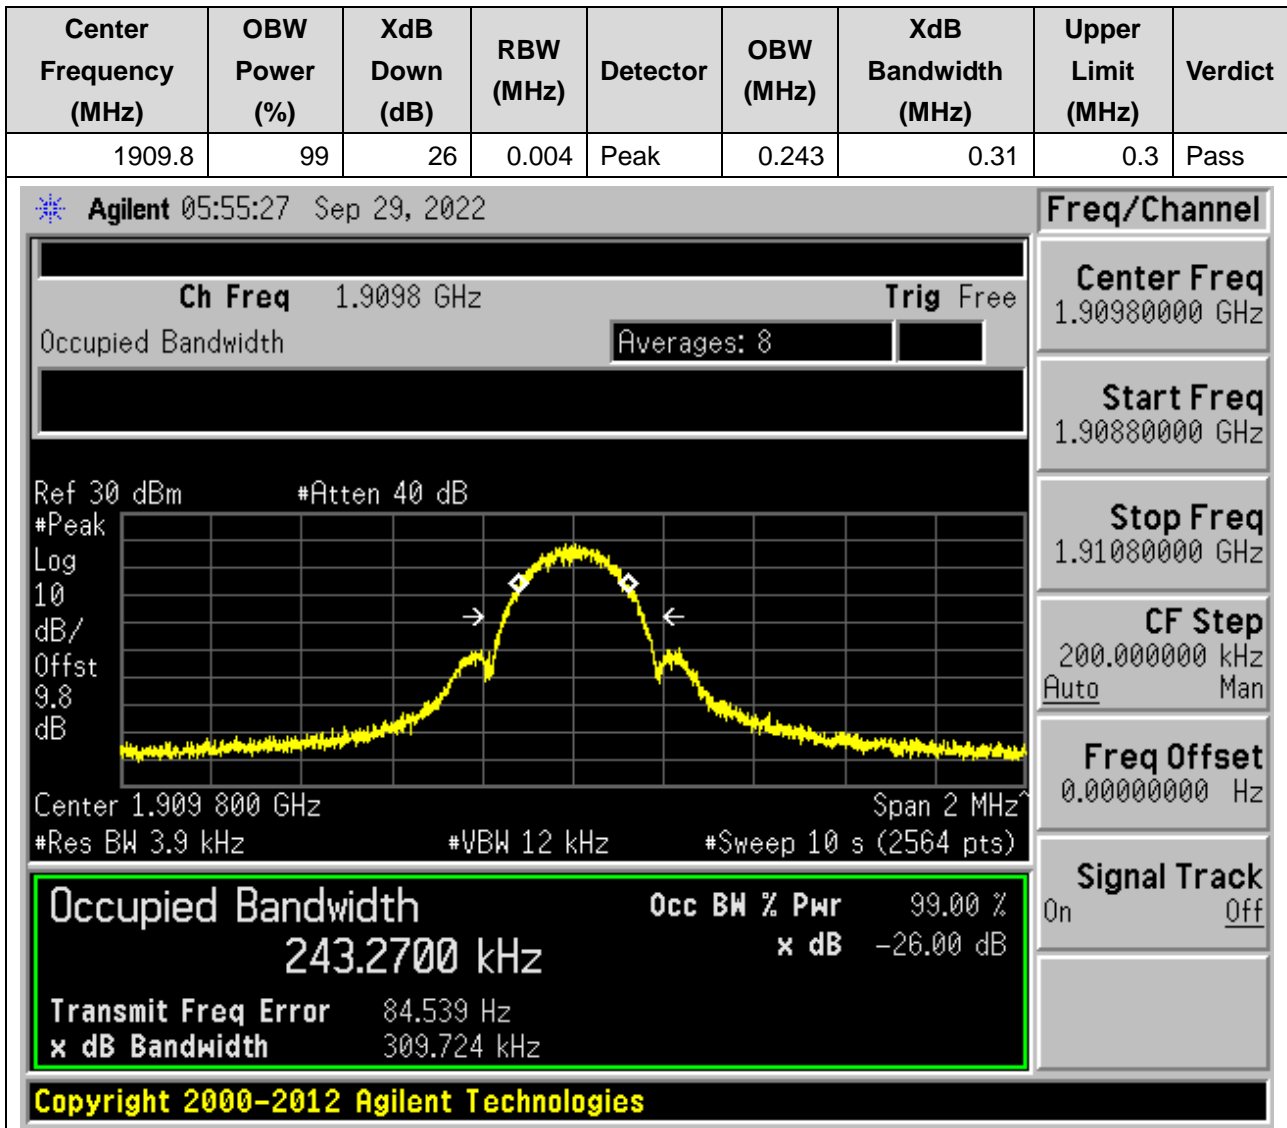 Center Frequency (MHz) OBW Power (%) XdB Down (dB) RBW (MHz) Detector OBW (MHz) XdB Bandwidth (MHz) Upper Limit (MHz) Verdict
1909.8 99 26 0.004 Peak 0.243 0.31 0.3 Pass
Agilent 05:55:27 Sep 29, 2022
Freq/Channel
Ch Freq 1.9098 GHz Trig Free
Occupied Bandwidth Averages: 8
Ref 30 dBm #Atten 40 dB
#Peak
Log
10
dB/
Offst
9.8
dB
Center 1.909 800 GHz Span 2 MHz^
#Res BW 3.9 kHz #VBW 12 kHz #Sweep 10 s (2564 pts)
Occupied Bandwidth Occ BW % Pwr 99.00 %
243.2700 kHz x dB -26.00 dB
Transmit Freq Error 84.539 Hz
x dB Bandwidth 309.724 kHz
Center Freq
1.90980000 GHz
Start Freq
1.90880000 GHz
Stop Freq
1.91080000 GHz
CF Step
200.000000 kHz
Auto Man
Freq Offset
0.00000000 Hz
Signal Track
On Off
Copyright 2000-2012 Agilent Technologies